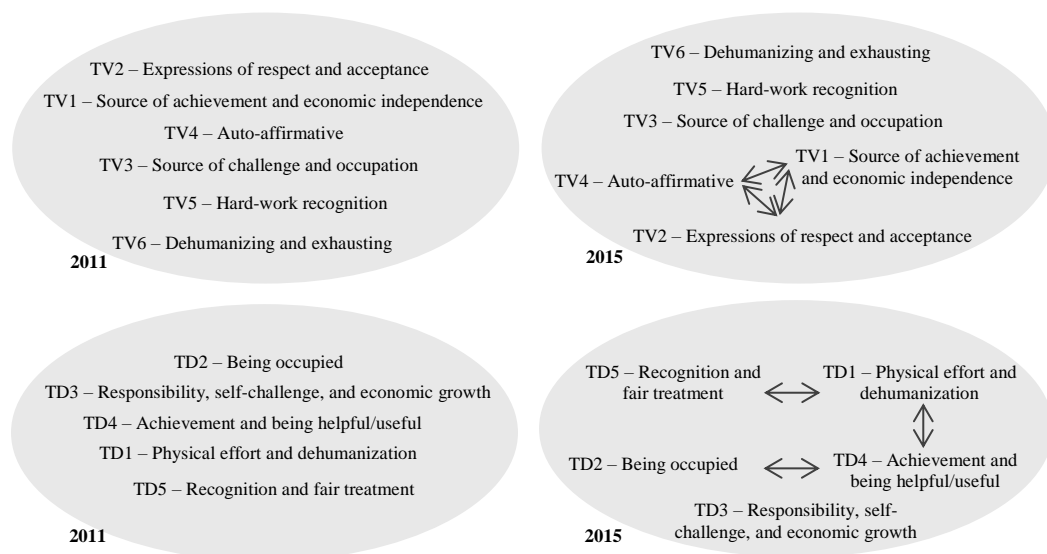 TV2 – Expressions of respect and acceptance
TV1 – Source of achievement and economic independence
TV4 – Auto-affirmative
TV3 – Source of challenge and occupation
TV5 – Hard-work recognition
TV6 – Dehumanizing and exhausting
2011
TV6 – Dehumanizing and exhausting
TV5 – Hard-work recognition
TV3 – Source of challenge and occupation
TV1 – Source of achievement
and economic independence
TV4 – Auto-affirmative
TV2 – Expressions of respect and acceptance
2015
TD2 – Being occupied
TD3 – Responsibility, self-challenge, and economic growth
TD4 – Achievement and being helpful/useful
TD1 – Physical effort and dehumanization
TD5 – Recognition and fair treatment
2011
TD5 – Recognition and
fair treatment
TD1 – Physical effort and
dehumanization
TD2 – Being occupied
TD4 – Achievement and
being helpful/useful
TD3 – Responsibility, self-
challenge, and economic growth
2015